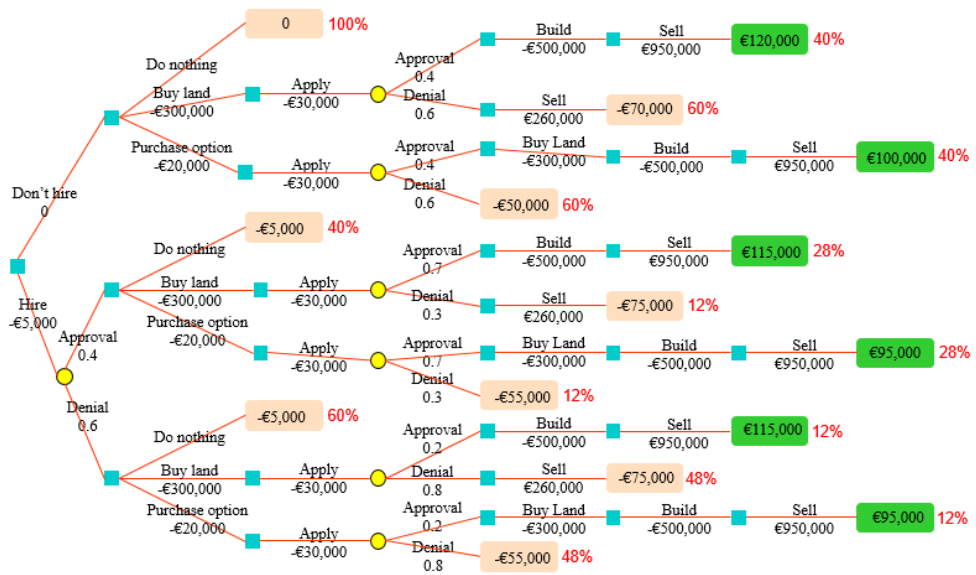 0 100%
Do nothing
Buy land
-€300,000
Apply
-€30,000
Approval
0.4
Denial
0.6
Build
-€500,000
Sell
€950,000
€120,000 40%
Sell
€260,000
-€70,000 60%
Purchase option
-€20,000
Apply
-€30,000
Approval
0.4
Denial
0.6
Buy Land
-€300,000
Build
-€500,000
Sell
€950,000
€100,000 40%
-€50,000 60%
Don't hire
0
Hire
-€5,000
Approval
0.4
Denial
0.6
-€5,000 40%
Do nothing
Buy land
-€300,000
Apply
-€30,000
Approval
0.7
Denial
0.3
Build
-€500,000
Sell
€950,000
€115,000 28%
Sell
€260,000
-€75,000 12%
Purchase option
-€20,000
Apply
-€30,000
Approval
0.7
Denial
0.3
Buy Land
-€300,000
Build
-€500,000
Sell
€950,000
€95,000 28%
-€55,000 12%
-€5,000 60%
Do nothing
Buy land
-€300,000
Apply
-€30,000
Approval
0.2
Denial
0.8
Build
-€500,000
Sell
€950,000
€115,000 12%
Sell
€260,000
-€75,000 48%
Purchase option
-€20,000
Apply
-€30,000
Approval
0.2
Denial
0.8
Buy Land
-€300,000
Build
-€500,000
Sell
€950,000
€95,000 12%
-€55,000 48%